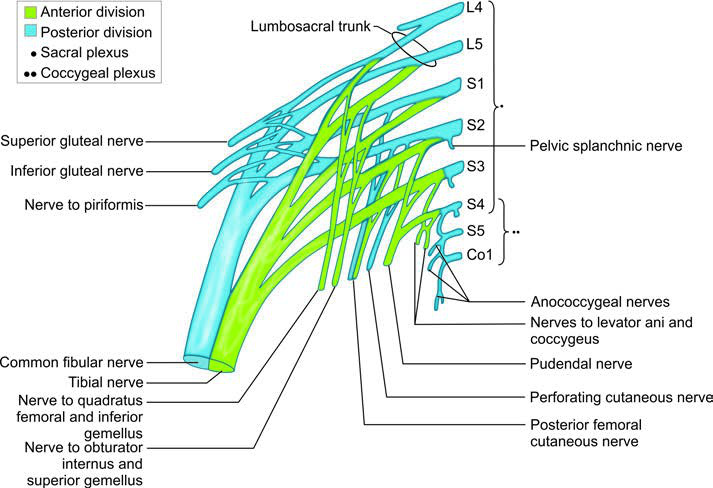 Anterior division
Posterior division
• Sacral plexus
•• Coccygeal plexus
Lumbosacral trunk
L4
L5
S1
S2
S3
S4
S5
Co1
•
••
Superior gluteal nerve
Inferior gluteal nerve
Nerve to piriformis
Common fibular nerve
Tibial nerve
Nerve to quadratus
femoral and inferior
gemellus
Nerve to obturator
internus and
superior gemellus
Pelvic splanchnic nerve
Anococcygeal nerves
Nerves to levator ani and
coccygeus
Pudendal nerve
Perforating cutaneous nerve
Posterior femoral
cutaneous nerve